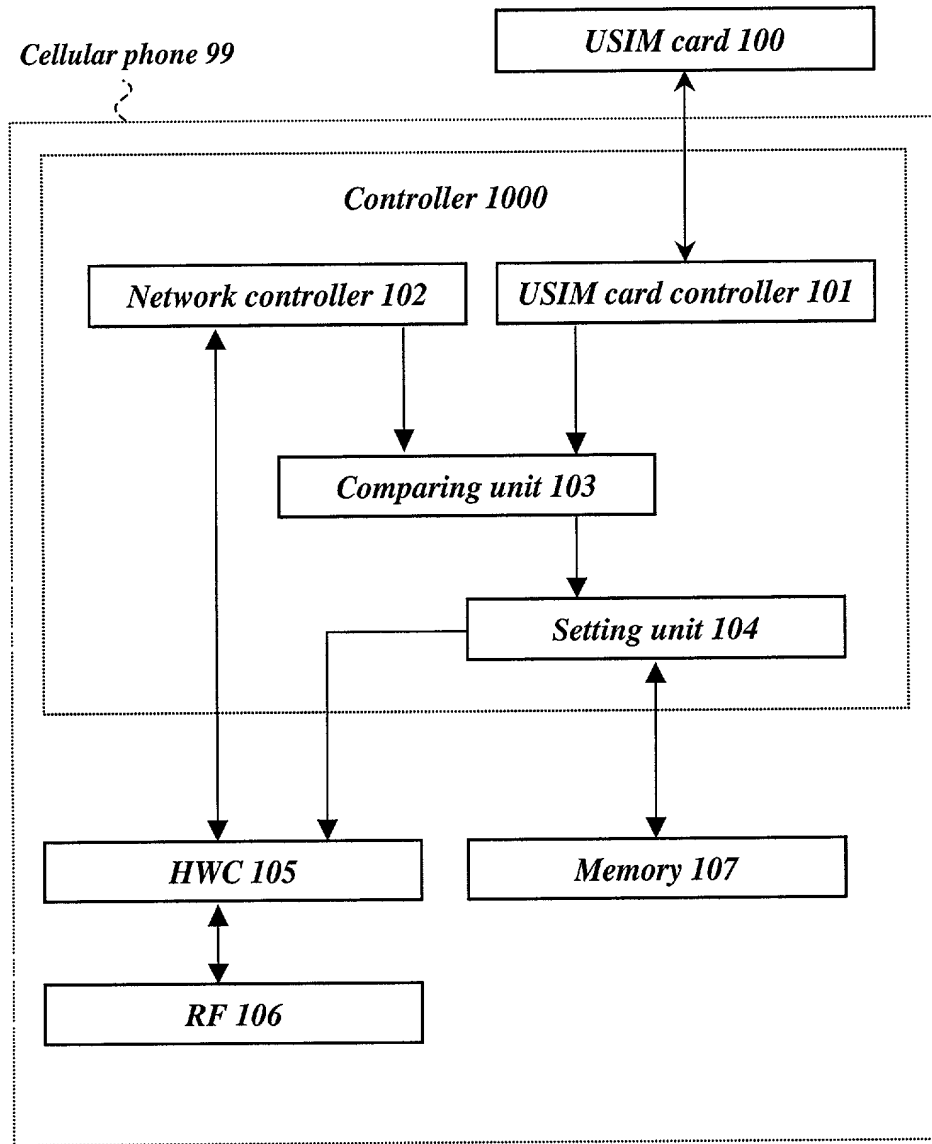 USIM card 100
Cellular phone 99
Controller 1000
Network controller 102
USIM card controller 101
Comparing unit 103
Setting unit 104
HWC 105
Memory 107
RF 106